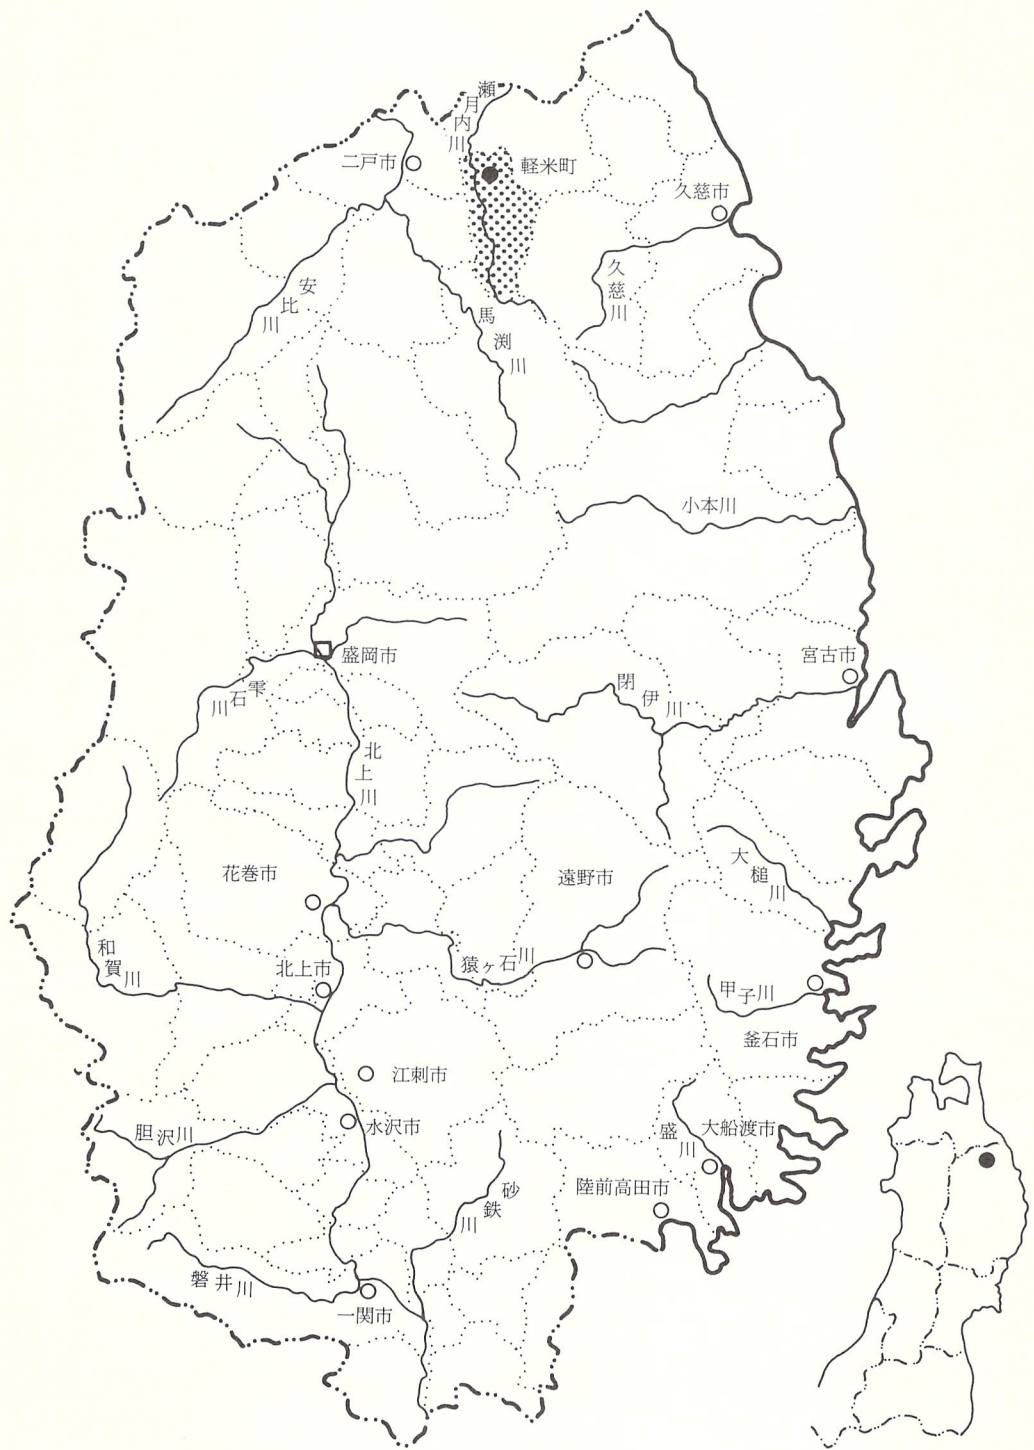 瀬月内川
二戸市
軽米町
久慈市
久慈川
安比川
馬渕川
小本川
盛岡市
宮古市
雫石川
閉伊川
北上川
花巻市
遠野市
大槌川
和賀川
北上市
猿ヶ石川
甲子川
釜石市
江刺市
胆沢川
水沢市
盛川
大船渡市
砂鉄川
陸前高田市
磐井川
一関市